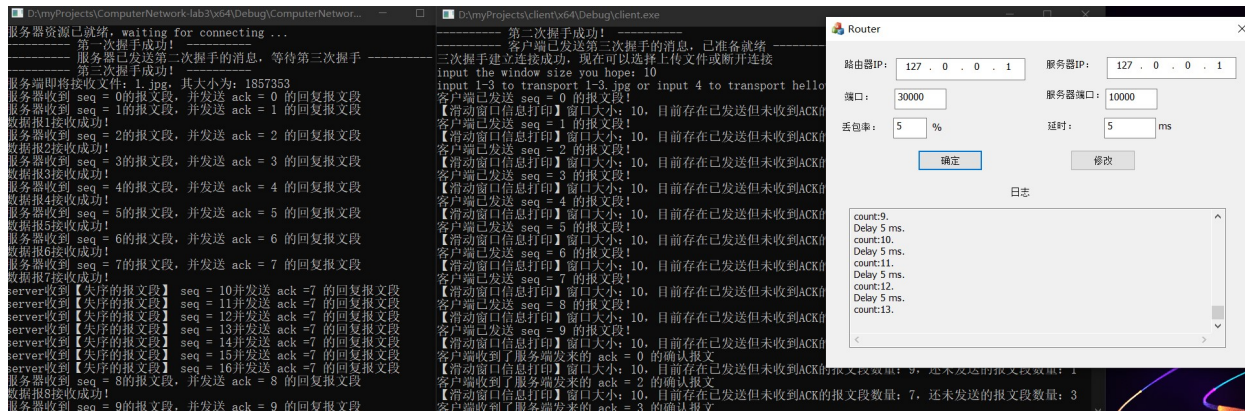 D:\myProjects\ComputerNetwork-lab3\x64\Debug\ComputerNetwor...
服务器资源已就绪, waiting for connecting ...
---------- 第一次握手成功! ----------
---------- 服务器已发送第二次握手的消息, 等待第三次握手 ----------
---------- 第三次握手成功! ----------
服务端即将接收文件: 1.jpg, 其大小为: 1857353
服务器收到 seq = 0的报文段, 并发送 ack = 0 的回复报文段
服务器收到 seq = 1的报文段, 并发送 ack = 1 的回复报文段
数据报1接收成功!
服务器收到 seq = 2的报文段, 并发送 ack = 2 的回复报文段
数据报2接收成功!
服务器收到 seq = 3的报文段, 并发送 ack = 3 的回复报文段
数据报3接收成功!
服务器收到 seq = 4的报文段, 并发送 ack = 4 的回复报文段
数据报4接收成功!
服务器收到 seq = 5的报文段, 并发送 ack = 5 的回复报文段
数据报5接收成功!
服务器收到 seq = 6的报文段, 并发送 ack = 6 的回复报文段
数据报6接收成功!
服务器收到 seq = 7的报文段, 并发送 ack = 7 的回复报文段
数据报7接收成功!
server收到【失序的报文段】 seq = 10并发送 ack =7 的回复报文段
server收到【失序的报文段】 seq = 11并发送 ack =7 的回复报文段
server收到【失序的报文段】 seq = 12并发送 ack =7 的回复报文段
server收到【失序的报文段】 seq = 13并发送 ack =7 的回复报文段
server收到【失序的报文段】 seq = 14并发送 ack =7 的回复报文段
server收到【失序的报文段】 seq = 15并发送 ack =7 的回复报文段
server收到【失序的报文段】 seq = 16并发送 ack =7 的回复报文段
服务器收到 seq = 8的报文段, 并发送 ack = 8 的回复报文段
数据报8接收成功!
服务器收到 seq = 9的报文段, 并发送 ack = 9 的回复报文段
D:\myProjects\client\x64\Debug\client.exe
---------- 第二次握手成功! ----------
---------- 客户端已发送第三次握手的消息, 已准备就绪 ----------
三次握手建立连接成功, 现在可以选择上传文件或断开连接
input the window size you hope: 10
input 1-3 to transport 1-3.jpg or input 4 to transport hello
客户端已发送 seq = 0 的报文段!
【滑动窗口信息打印】窗口大小: 10, 目前存在已发送但未收到ACK的
客户端已发送 seq = 1 的报文段!
【滑动窗口信息打印】窗口大小: 10, 目前存在已发送但未收到ACK的
客户端已发送 seq = 2 的报文段!
【滑动窗口信息打印】窗口大小: 10, 目前存在已发送但未收到ACK的
客户端已发送 seq = 3 的报文段!
【滑动窗口信息打印】窗口大小: 10, 目前存在已发送但未收到ACK的
客户端已发送 seq = 4 的报文段!
【滑动窗口信息打印】窗口大小: 10, 目前存在已发送但未收到ACK的
客户端已发送 seq = 5 的报文段!
【滑动窗口信息打印】窗口大小: 10, 目前存在已发送但未收到ACK的
客户端已发送 seq = 6 的报文段!
【滑动窗口信息打印】窗口大小: 10, 目前存在已发送但未收到ACK的
客户端已发送 seq = 7 的报文段!
【滑动窗口信息打印】窗口大小: 10, 目前存在已发送但未收到ACK的
客户端已发送 seq = 8 的报文段!
【滑动窗口信息打印】窗口大小: 10, 目前存在已发送但未收到ACK的
客户端已发送 seq = 9 的报文段!
【滑动窗口信息打印】窗口大小: 10, 目前存在已发送但未收到ACK的
客户端收到了服务端发来的 ack = 0 的确认报文
【滑动窗口信息打印】窗口大小: 10, 目前存在已发送但未收到ACK的报文段数量: 9, 还未发送的报文段数量: 1
客户端收到了服务端发来的 ack = 2 的确认报文
【滑动窗口信息打印】窗口大小: 10, 目前存在已发送但未收到ACK的报文段数量: 7, 还未发送的报文段数量: 3
客户端收到了服务端发来的 ack = 3 的确认报文
Router
路由器IP: 127 . 0 . 0 . 1 服务器IP: 127 . 0 . 0 . 1
端口: 30000 服务器端口: 10000
丢包率: 5 % 延时: 5 ms
确定 修改
日志
count:9.
Delay 5 ms.
count:10.
Delay 5 ms.
count:11.
Delay 5 ms.
count:12.
Delay 5 ms.
count:13.